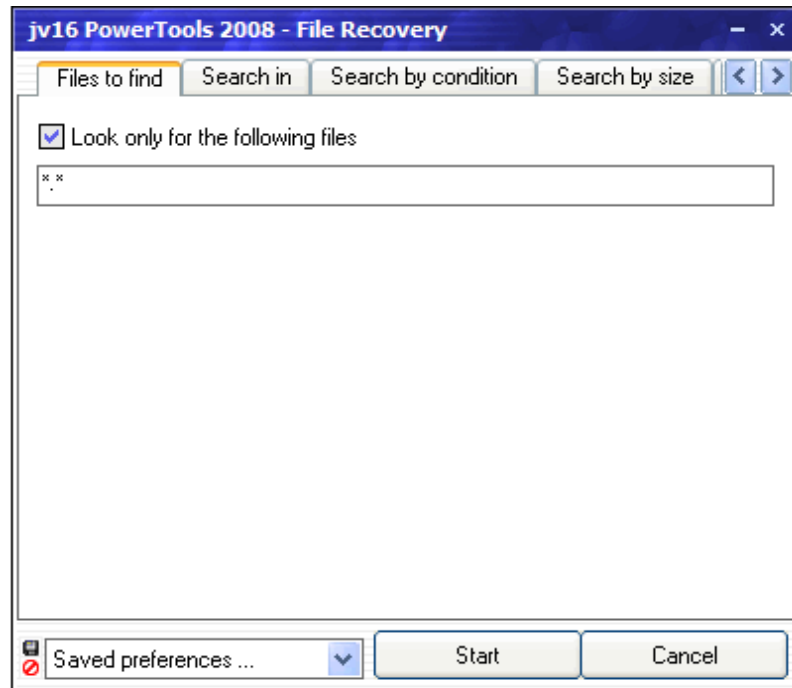 jv16 PowerTools 2008 - File Recovery
Files to find Search in Search by condition Search by size
Look only for the following files
*.*
Saved preferences ... Start Cancel